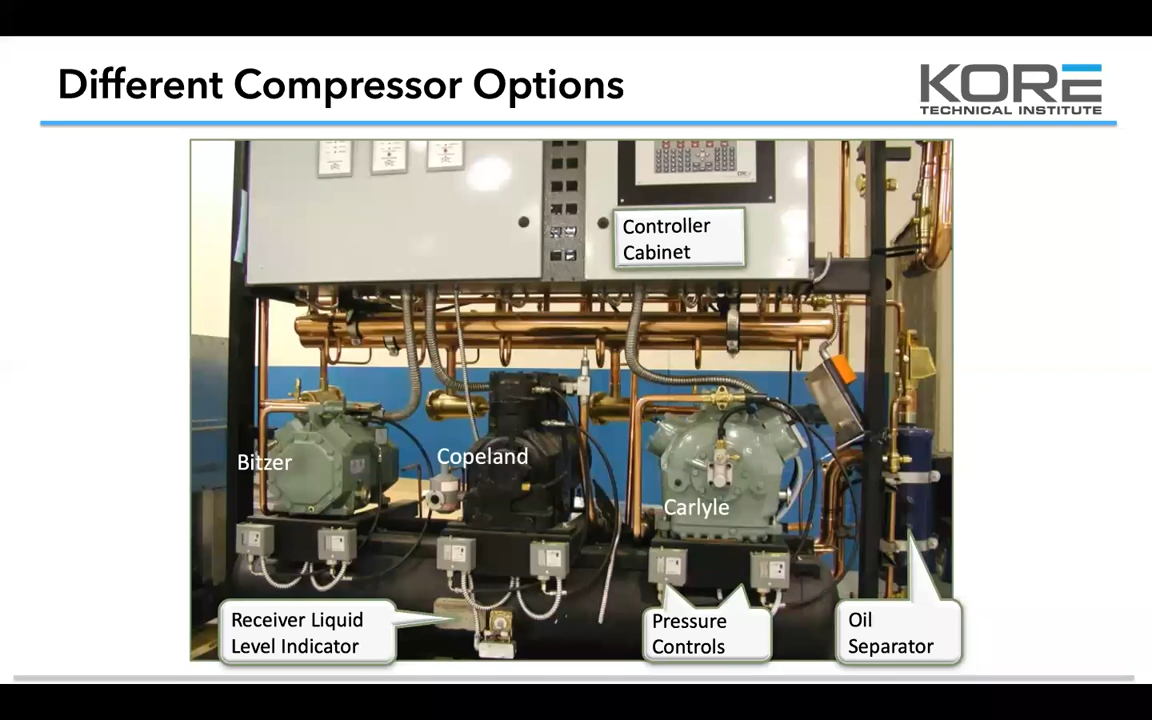 Different Compressor Options
KORE
TECHNICAL INSTITUTE
Controller
Cabinet
Bitzer
Copeland
Carlyle
Receiver Liquid
Level Indicator
Pressure
Controls
Oil
Separator